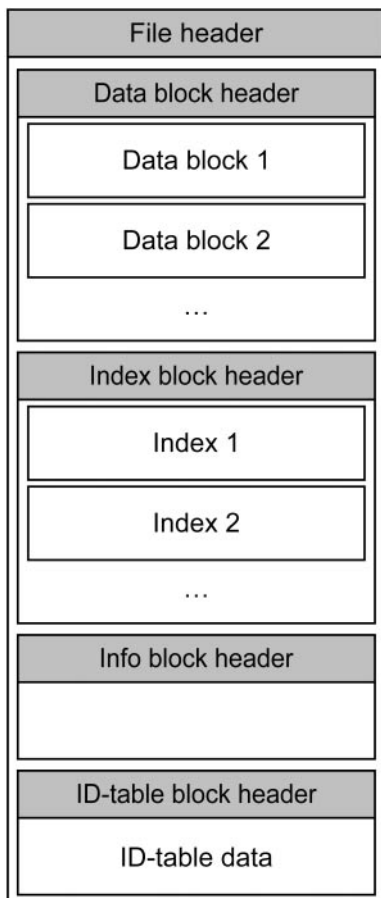 File header
Data block header
Data block 1
Data block 2
...
Index block header
Index 1
Index 2
...
Info block header
ID-table block header
ID-table data